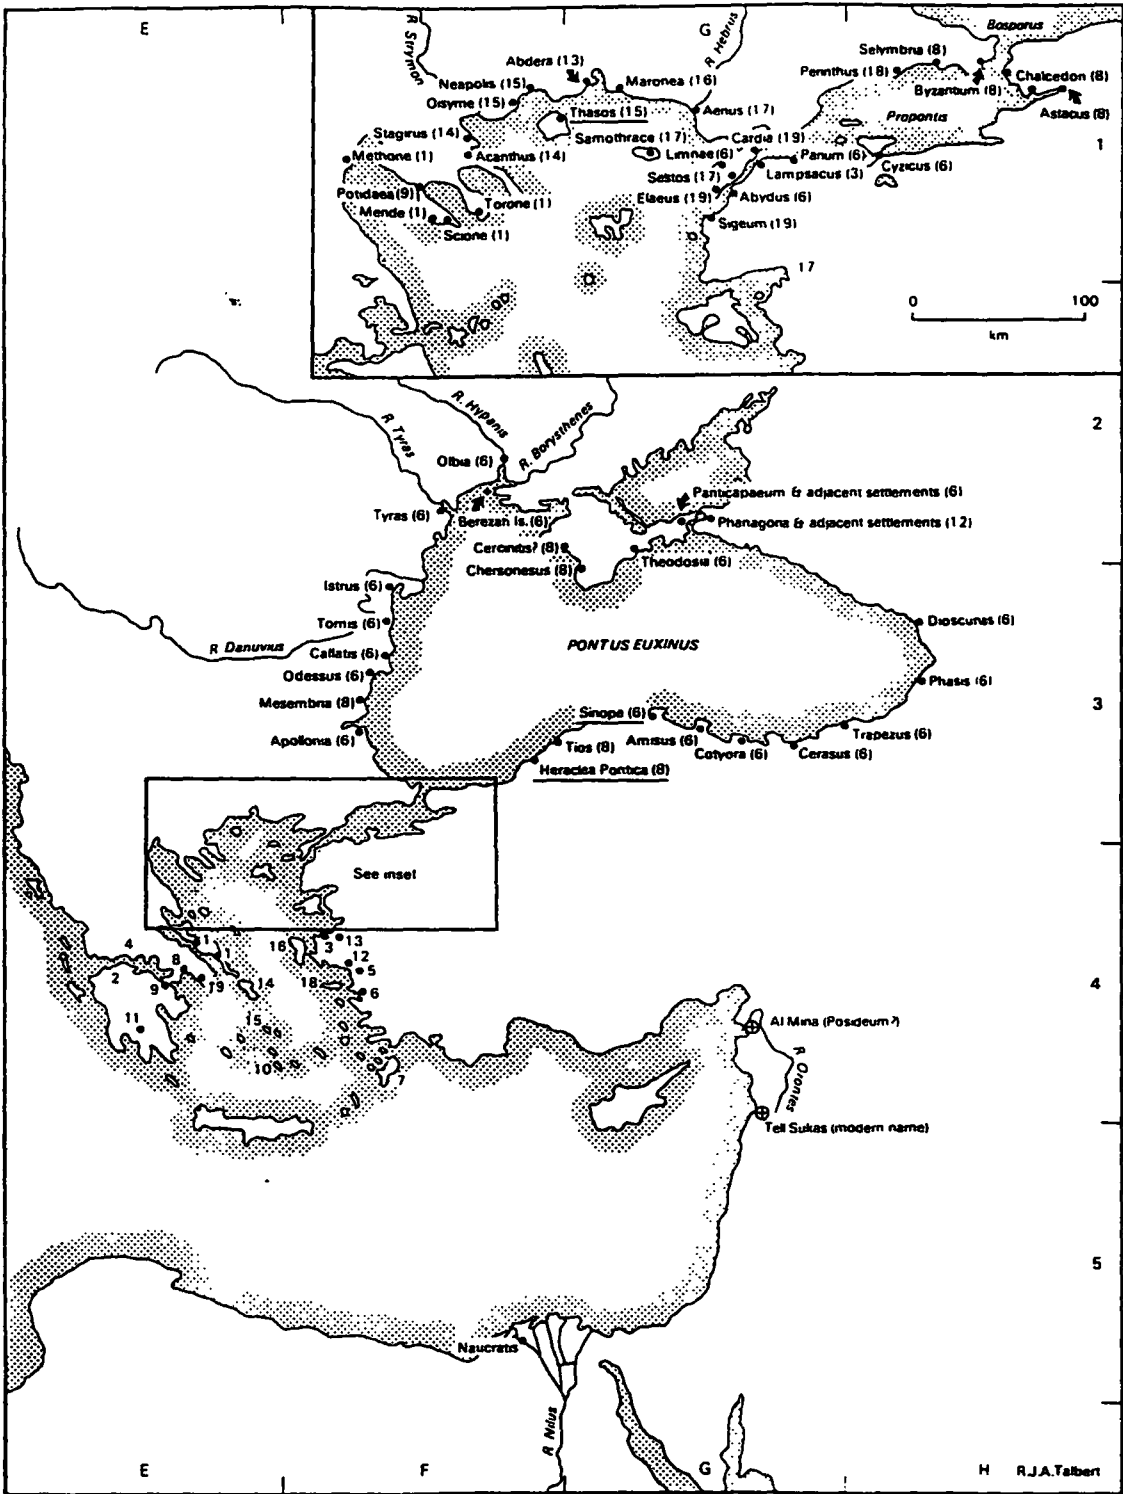 E
G
R Strymon
R Hebrus
Bosporus
Abdera (13)
Selymbria (8)
Neapolis (15)
Maronea (16)
Perinthus (18)
Chalcedon (8)
Oisyme (15)
Thasos (15)
Aenus (17)
Byzantium (8)
Astacus (8)
Propontis
Stagirus (14)
Samothrace (17)
Cardia (19)
1
Methone (1)
Acanthus (14)
Limnae (6)
Parium (6)
Cyzicus (6)
Potidaea (9)
Sestos (17)
Lampsacus (3)
Mende (1)
Torone (1)
Elaeus (19)
Abydus (6)
Scione (1)
Sigeum (19)
17
0
100
km
R Tyras
R. Hypanis
R. Borysthenes
2
Olbia (6)
Panticapaeum & adjacent settlements (6)
Tyras (6)
Berezan Is. (6)
Phanagoria & adjacent settlements (12)
Cercinitis? (8)
Theodosia (6)
Chersonesus (8)
Istrus (6)
Tomis (6)
Dioscurias (6)
R Danuvius
PONTUS EUXINUS
Callatis (6)
Odessus (6)
Phasis (6)
Mesembria (8)
Sinope (6)
3
Apollonia (6)
Tios (8)
Amisus (6)
Cotyora (6)
Cerasus (6)
Trapezus (6)
Heraclea Pontica (8)
See inset
4
1
1
16
3
13
2
8
12
5
9
19
14
18
6
4
11
15
10
7
Al Mina (Posideum?)
R Orontes
Tell Sukas (modern name)
5
Naucratis
R Nilus
E
F
G
H
R.J.A.Talbert